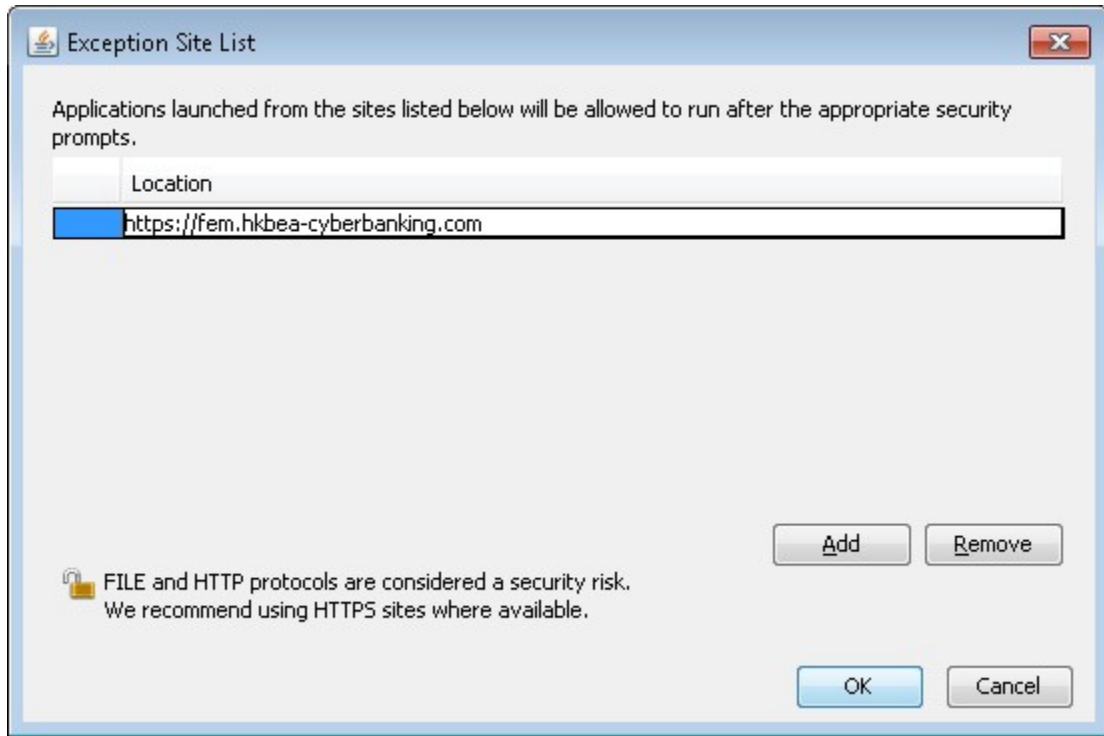 Exception Site List
Applications launched from the sites listed below will be allowed to run after the appropriate security
prompts.
Location
https://fem.hkbea-cyberbanking.com
Add
Remove
FILE and HTTP protocols are considered a security risk.
We recommend using HTTPS sites where available.
OK
Cancel